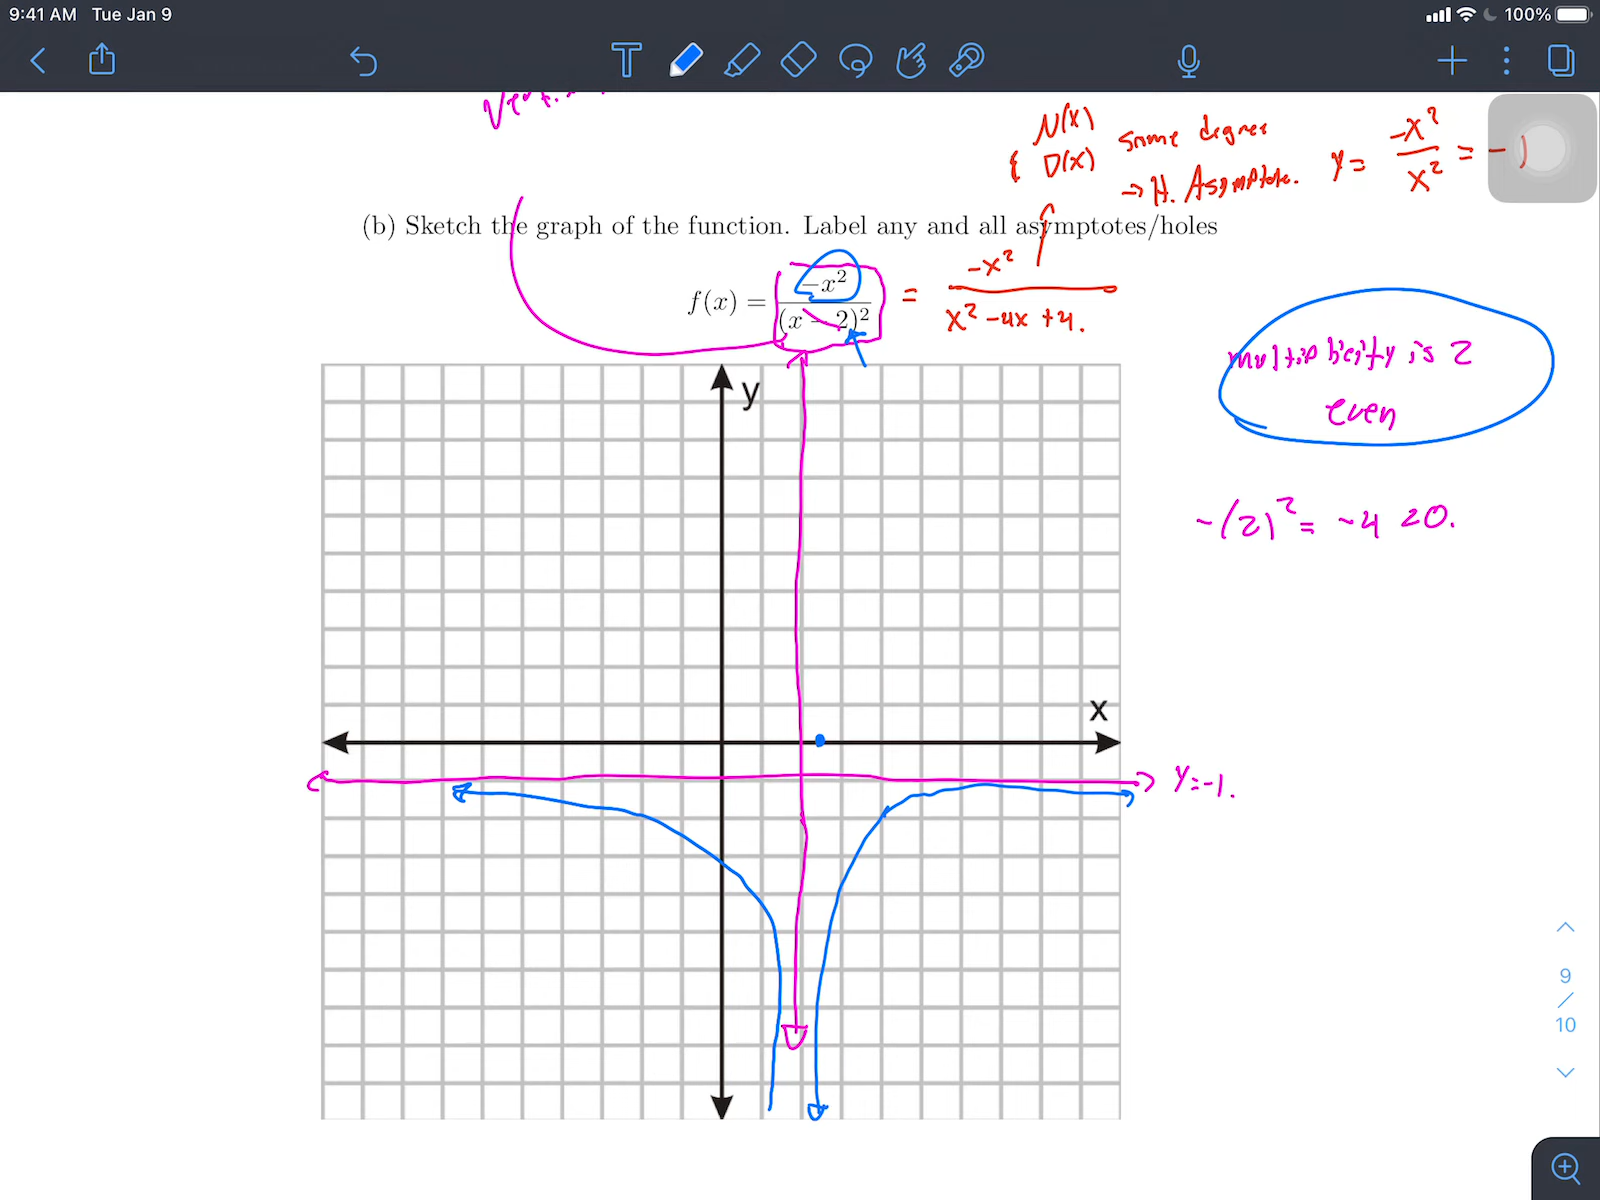 9:41 AM Tue Jan 9
100%
N(x)
& D(x) same degree
→ H. Asymptote. y = -x² / x² = -1
(b) Sketch the graph of the function. Label any and all asymptotes/holes
f(x) = -x² / (x - 2)² = -x² / x² -4x +4.
multiplicity is 2
even
y
-(2)² = -4 <0.
x
y=-1.
9
/
10